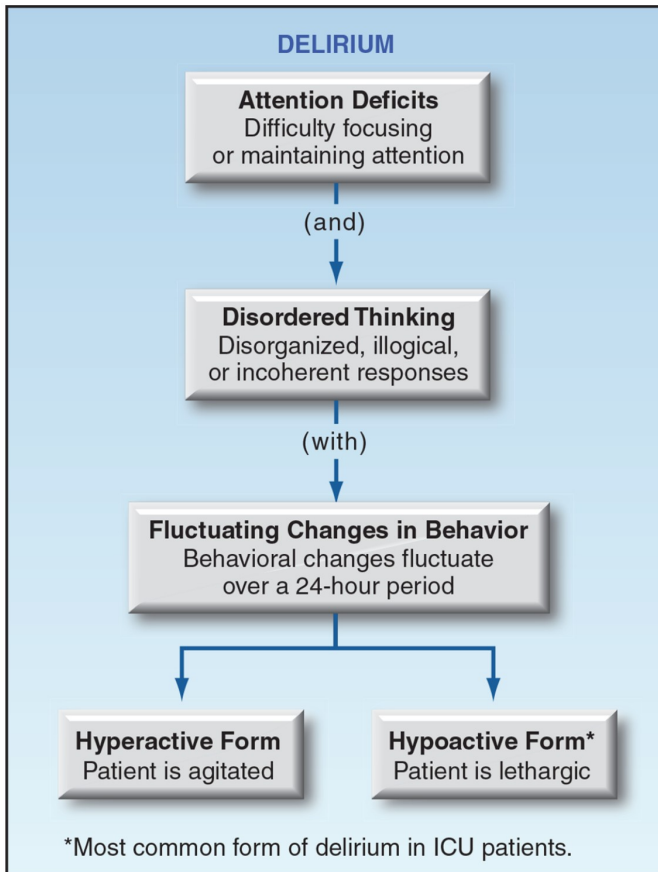 DELIRIUM
Attention Deficits
Difficulty focusing
or maintaining attention
(and)
Disordered Thinking
Disorganized, illogical,
or incoherent responses
(with)
Fluctuating Changes in Behavior
Behavioral changes fluctuate
over a 24-hour period
Hyperactive Form
Patient is agitated
Hypoactive Form*
Patient is lethargic
*Most common form of delirium in ICU patients.